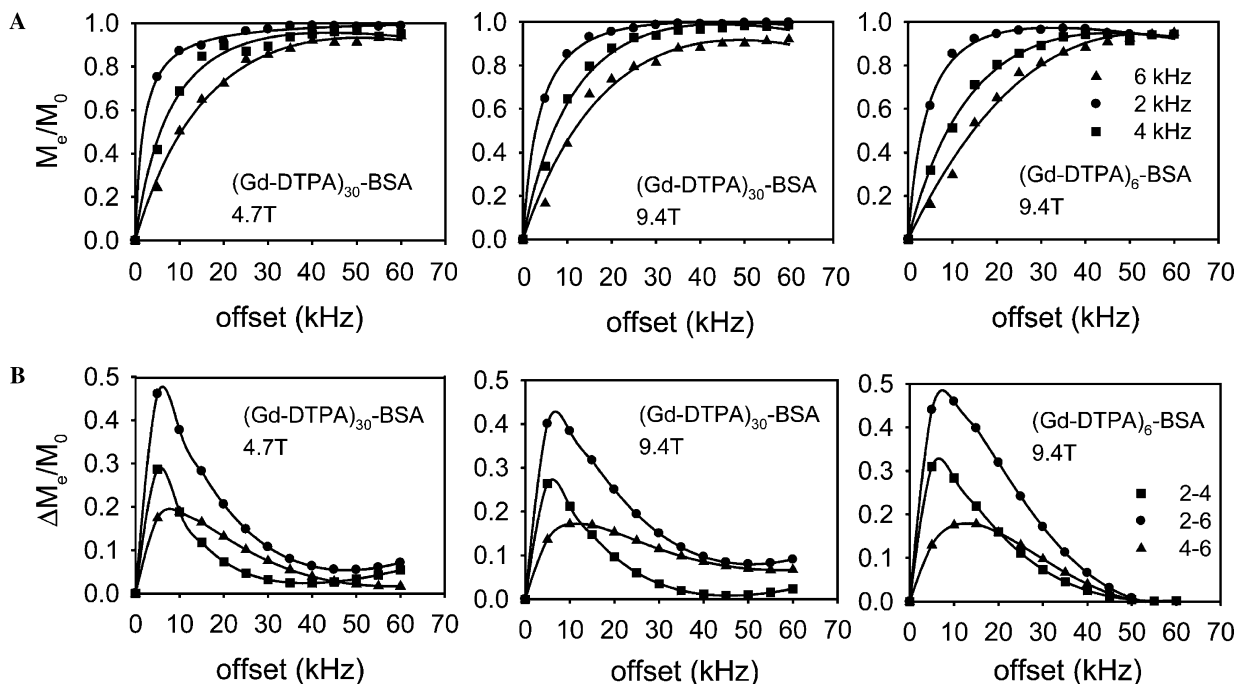 A
Me/M0
1.0
0.8
0.6
0.4
0.2
0.0
(Gd-DTPA)30-BSA
4.7T
0 10 20 30 40 50 60 70
offset (kHz)
1.0
0.8
0.6
0.4
0.2
0.0
(Gd-DTPA)30-BSA
9.4T
0 10 20 30 40 50 60 70
offset (kHz)
1.0
0.8
0.6
0.4
0.2
0.0
6 kHz
2 kHz
4 kHz
(Gd-DTPA)6-BSA
9.4T
0 10 20 30 40 50 60 70
offset (kHz)
B
ΔMe/M0
0.5
0.4
0.3
0.2
0.1
0.0
(Gd-DTPA)30-BSA
4.7T
0 10 20 30 40 50 60 70
offset (kHz)
0.5
0.4
0.3
0.2
0.1
0.0
(Gd-DTPA)30-BSA
9.4T
0 10 20 30 40 50 60 70
offset (kHz)
0.5
0.4
0.3
0.2
0.1
0.0
(Gd-DTPA)6-BSA
9.4T
2-4
2-6
4-6
0 10 20 30 40 50 60 70
offset (kHz)